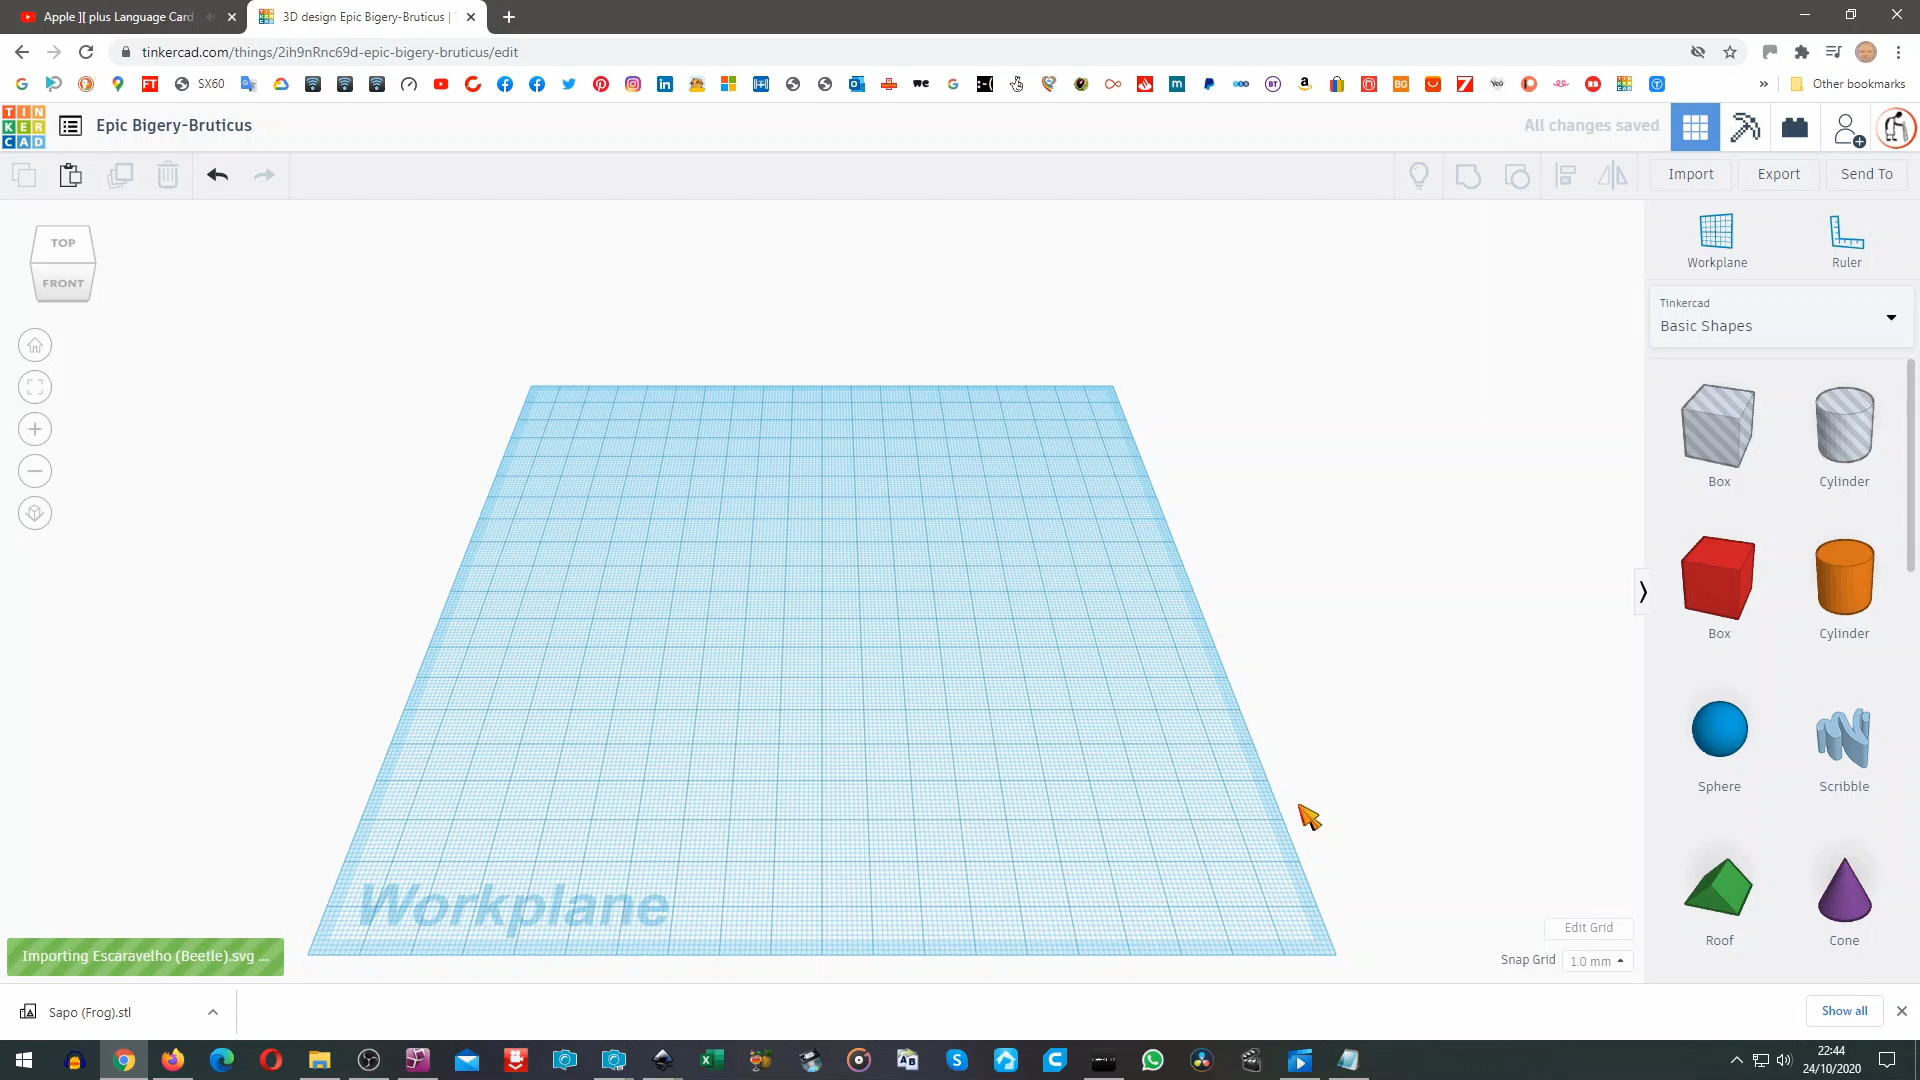 Apple ][ plus Language Card
3D design Epic Bigery-Bruticus |
tinkercad.com/things/2ih9nRnc69d-epic-bigery-bruticus/edit
SX60
Other bookmarks
TIN
KER
CAD
Epic Bigery-Bruticus
All changes saved
Import
Export
Send To
TOP
FRONT
Workplane
Ruler
Tinkercad
Basic Shapes
Box
Cylinder
Box
Cylinder
Sphere
Scribble
Roof
Cone
Workplane
Edit Grid
Snap Grid
1.0 mm
Importing Escaravelho (Beetle).svg ...
Sapo (Frog).stl
Show all
22:44
24/10/2020